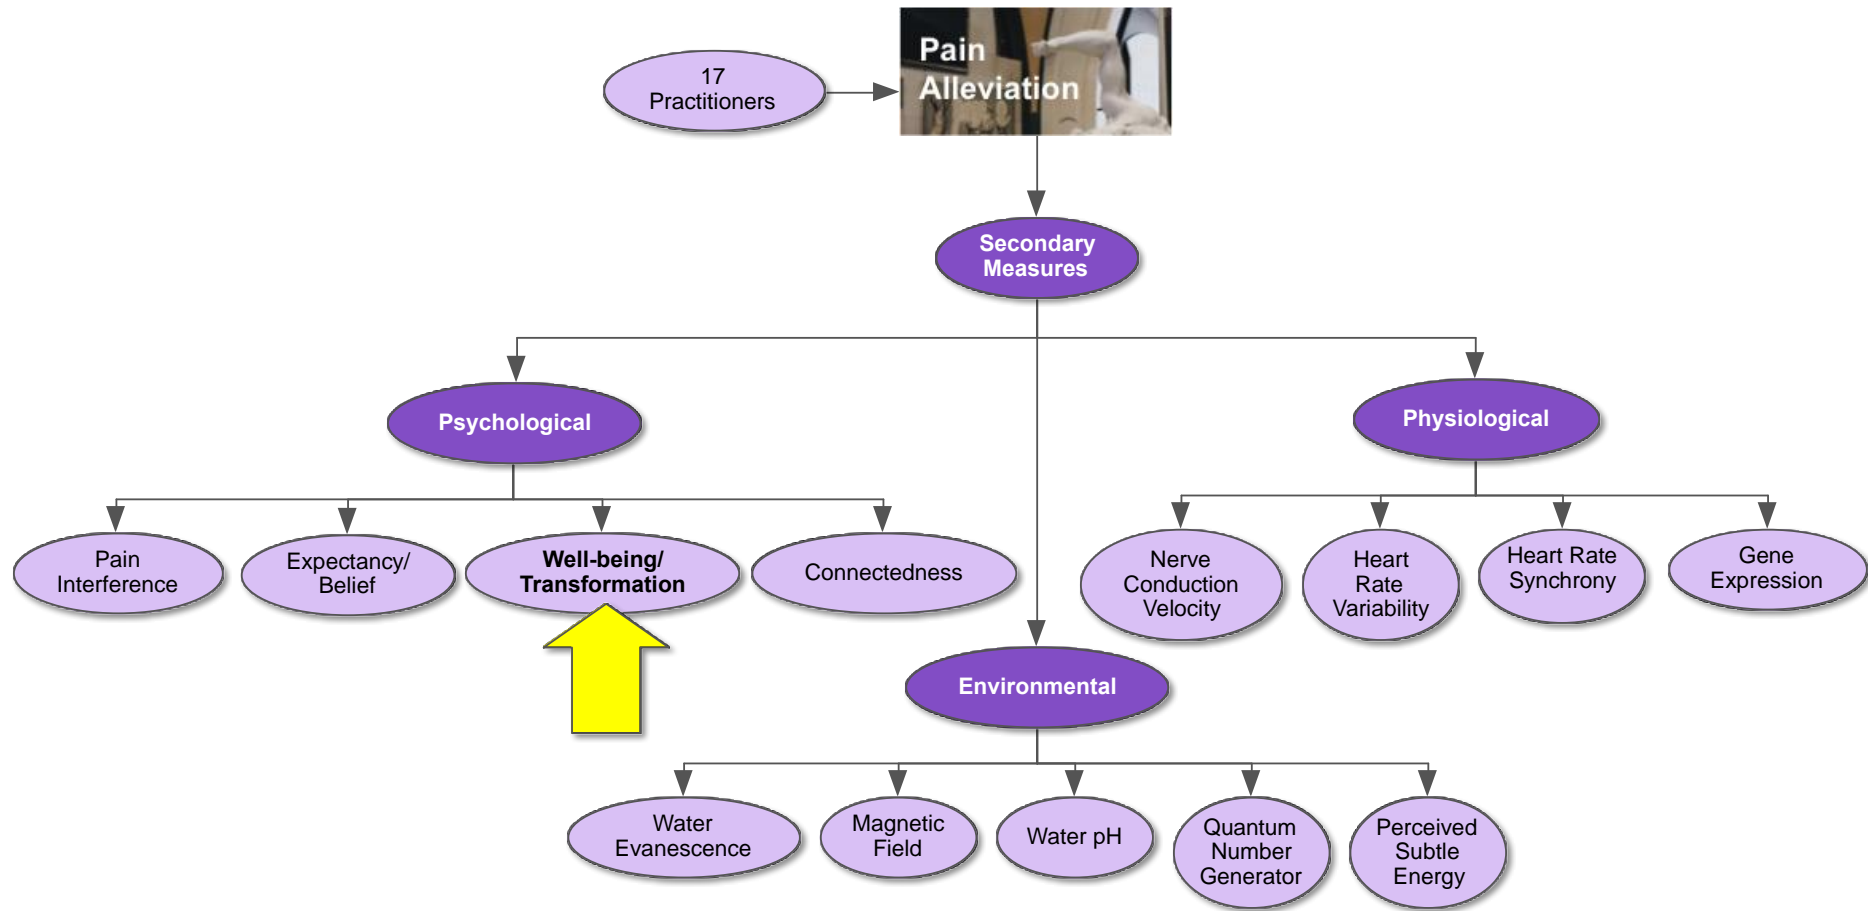 17
Practitioners
Pain
Alleviation
Secondary
Measures
Psychological
Physiological
Pain
Interference
Expectancy/
Belief
Well-being/
Transformation
Connectedness
Nerve
Conduction
Velocity
Heart
Rate
Variability
Heart Rate
Synchrony
Gene
Expression
Environmental
Water
Evanescence
Magnetic
Field
Water pH
Quantum
Number
Generator
Perceived
Subtle
Energy